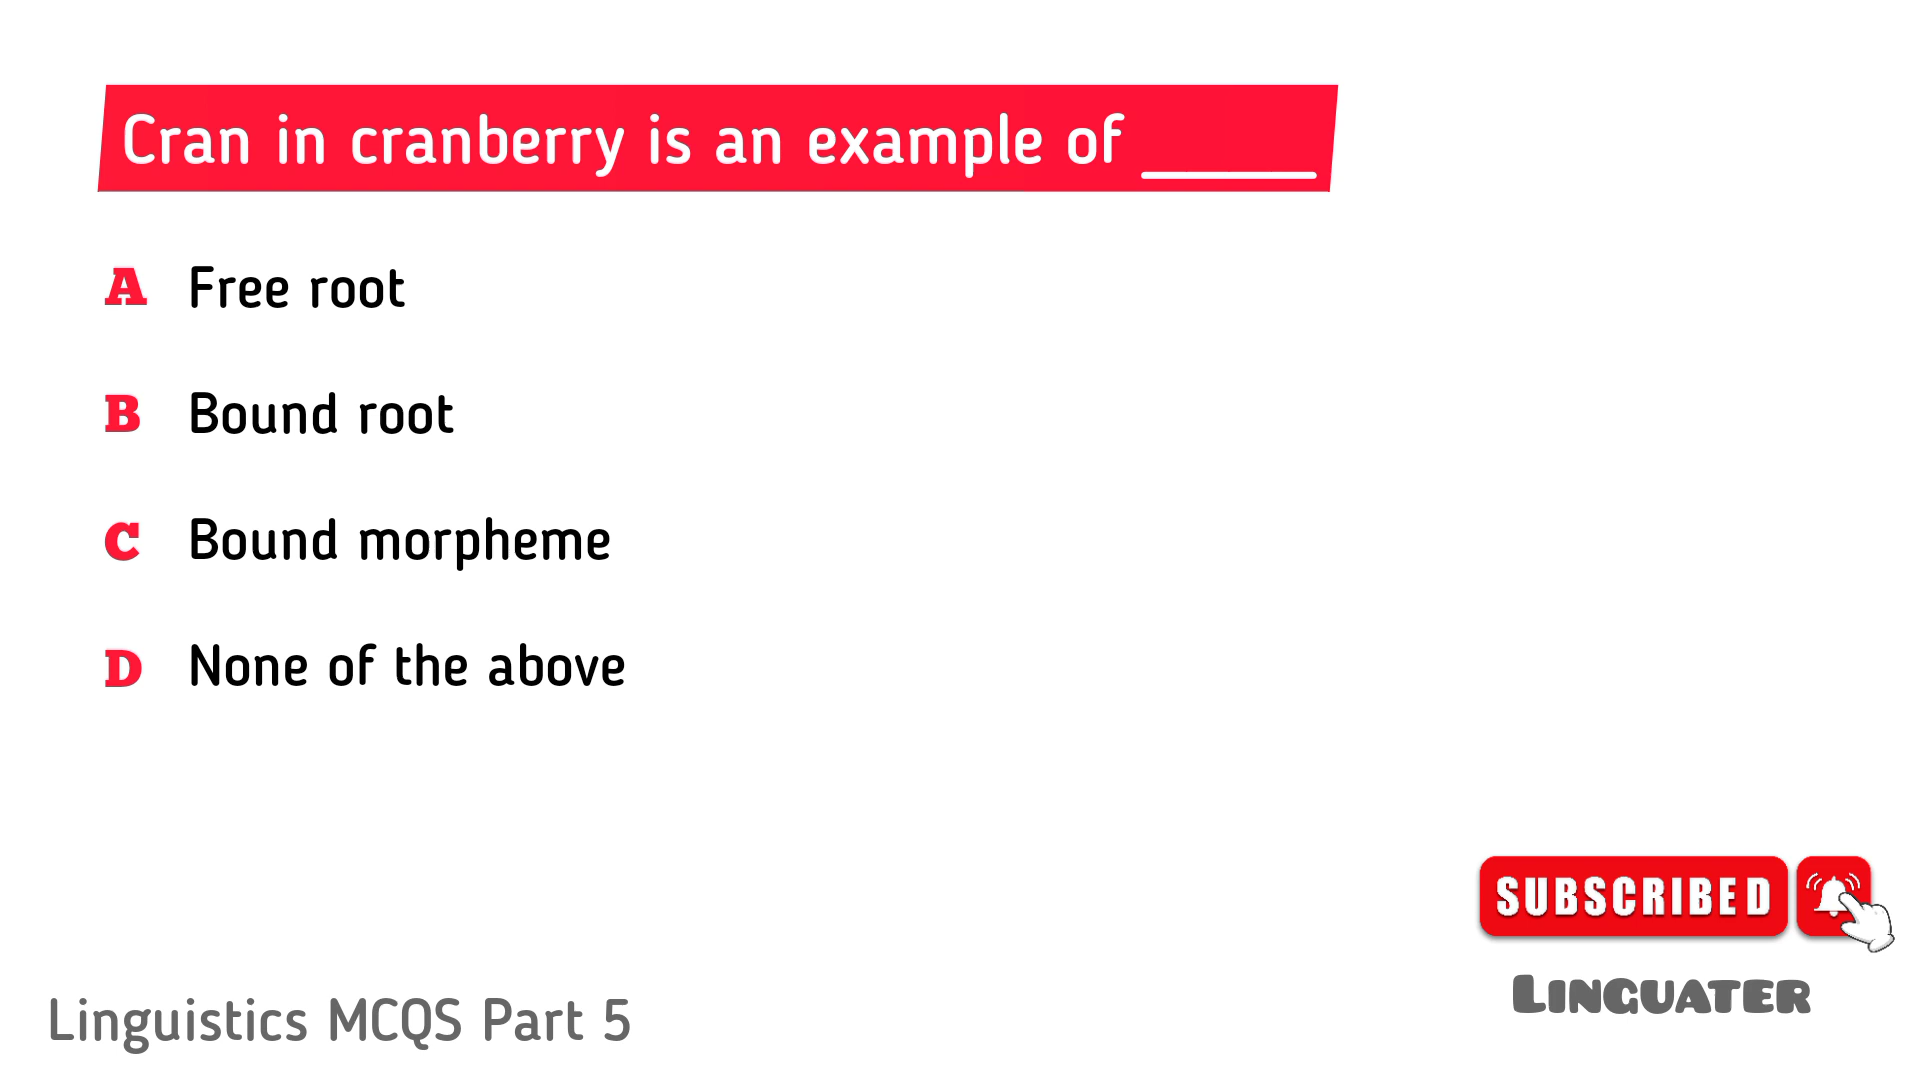 Cran in cranberry is an example of ______
A Free root
B Bound root
C Bound morpheme
D None of the above
SUBSCRIBED
LINGUATER
Linguistics MCQS Part 5